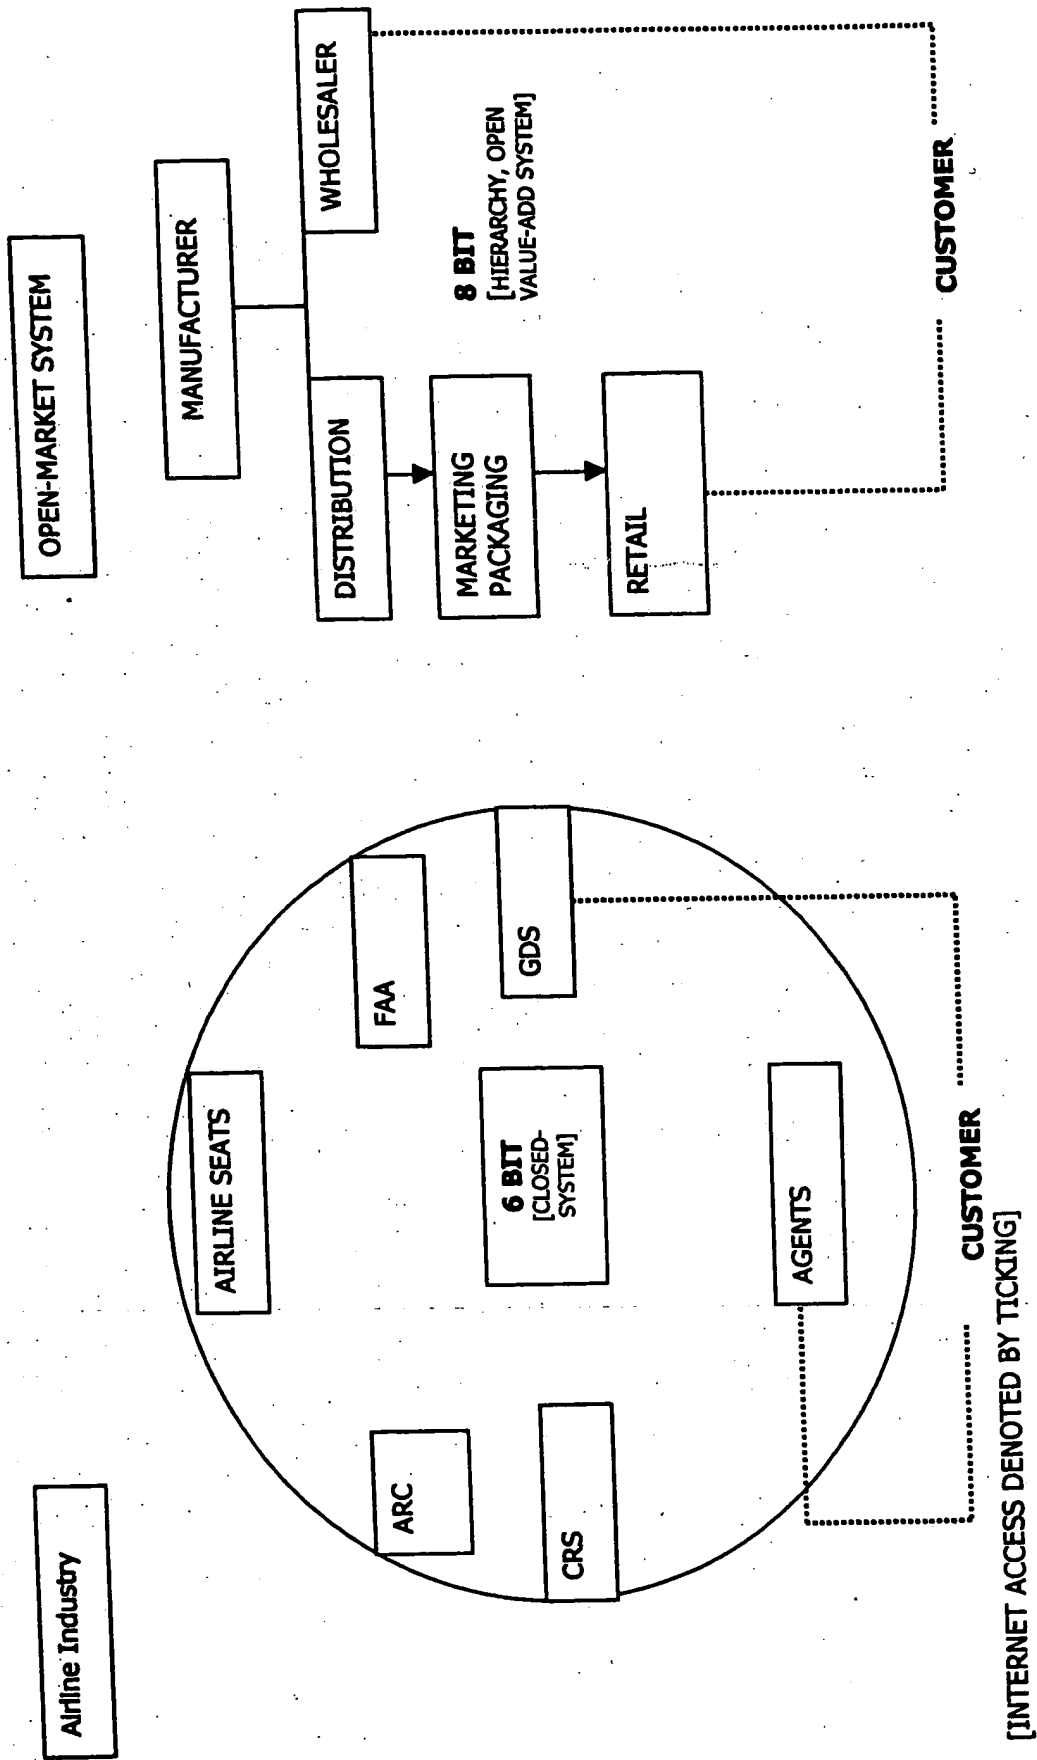 Airline Industry
AIRLINE SEATS
ARC
FAA
CRS
6 BIT
[CLOSED-
SYSTEM]
GDS
AGENTS
CUSTOMER
[INTERNET ACCESS DENOTED BY TICKING]
OPEN-MARKET SYSTEM
MANUFACTURER
DISTRIBUTION
WHOLESALER
MARKETING
PACKAGING
8 BIT
[HIERARCHY, OPEN
VALUE-ADD SYSTEM]
RETAIL
CUSTOMER